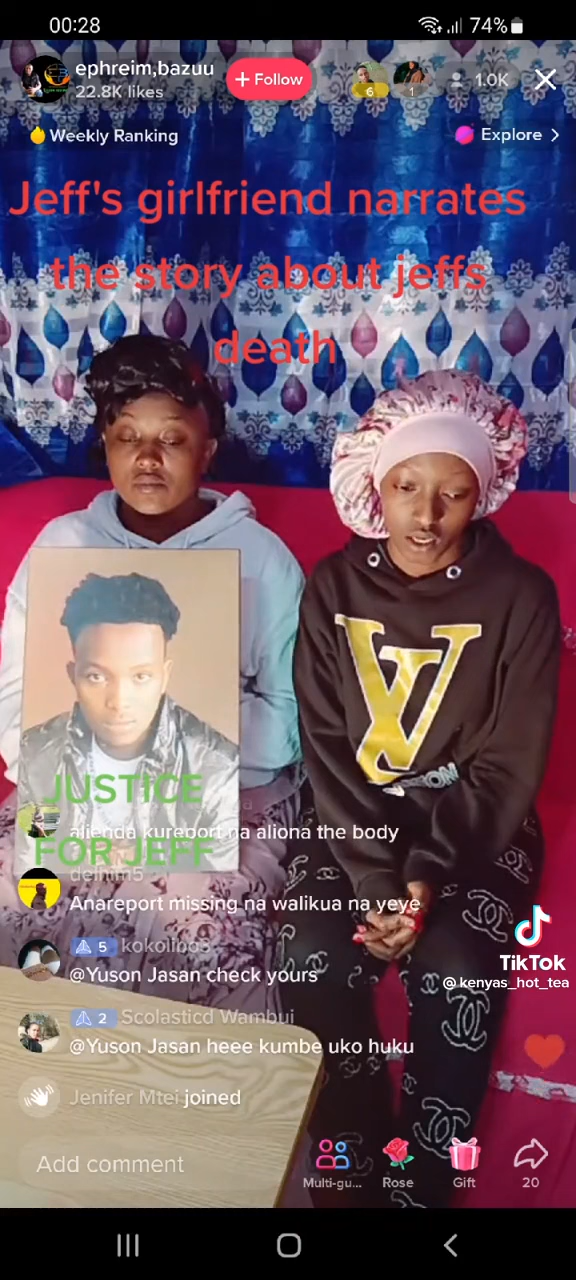 00:28
74%
ephreim,bazuu
+ Follow
22.8K likes
6
1
1.0K
Weekly Ranking
Explore
Jeff's girlfriend narrates
the story about jeffs
death
JUSTICE
alienda kureport na aliona the body
FOR JEFF
Anareport missing na walikua na yeye
5
@Yuson Jasan check yours
2 Scolasticd Wambui
@Yuson Jasan heee kumbe uko huku
Jenifer Mtei joined
TikTok
@ kenyas_hot_tea
Add comment
Multi-gu...
Rose
Gift
20